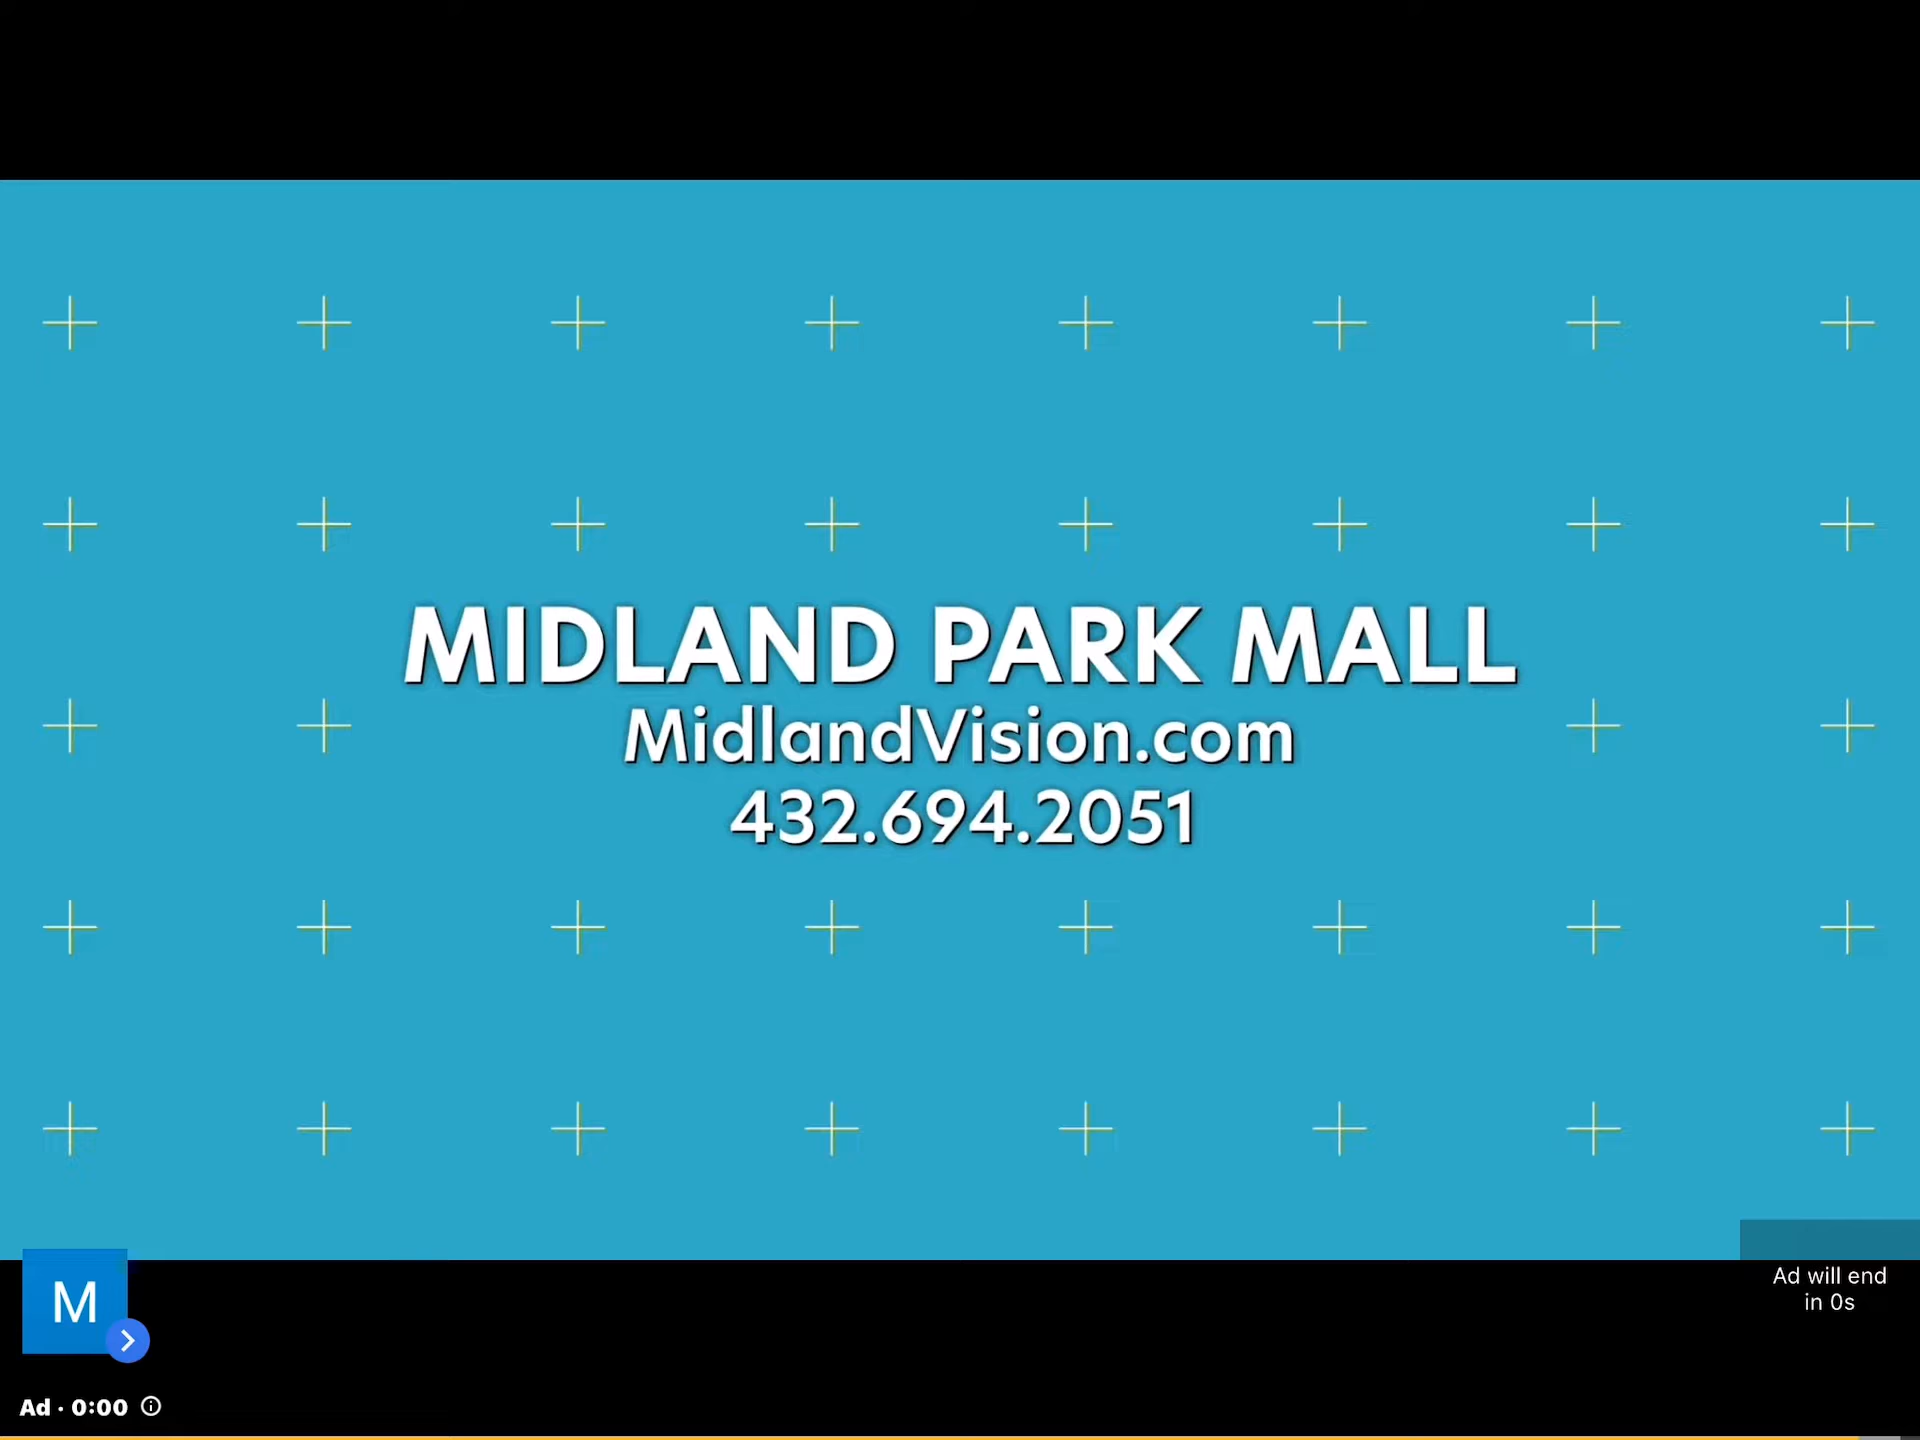 MIDLAND PARK MALL
MidlandVision.com
432.694.2051
M
Ad will end
in 0s
Ad · 0:00